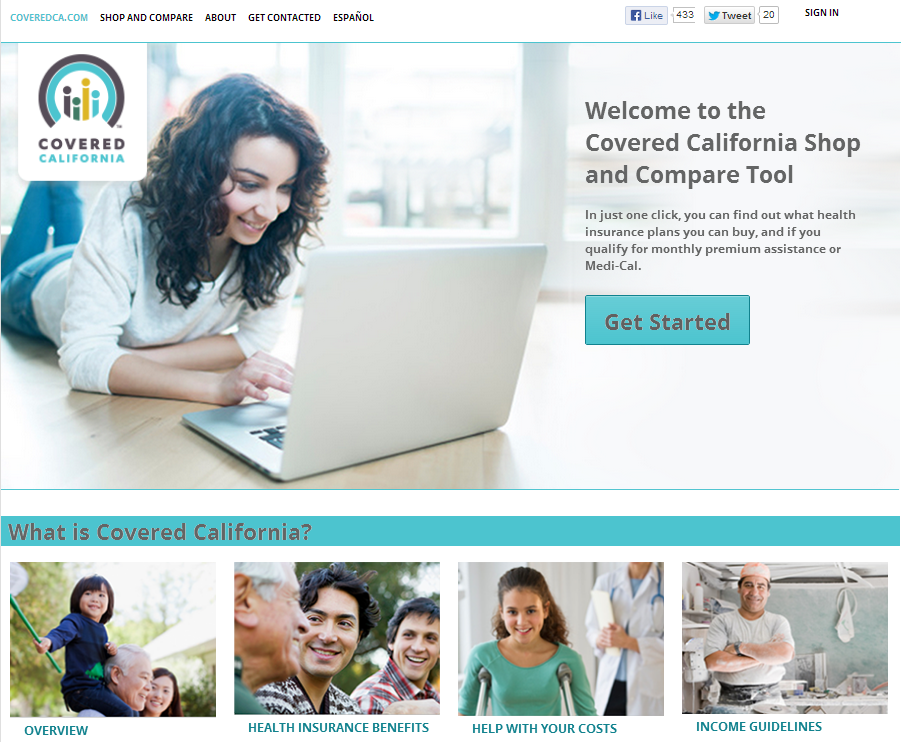 COVEREDCA.COM SHOP AND COMPARE ABOUT GET CONTACTED ESPAÑOL
Like 433 Tweet 20 SIGN IN
COVERED
CALIFORNIA
Welcome to the
Covered California Shop
and Compare Tool
In just one click, you can find out what health
insurance plans you can buy, and if you
qualify for monthly premium assistance or
Medi-Cal.
Get Started
What is Covered California?
OVERVIEW
HEALTH INSURANCE BENEFITS
HELP WITH YOUR COSTS
INCOME GUIDELINES